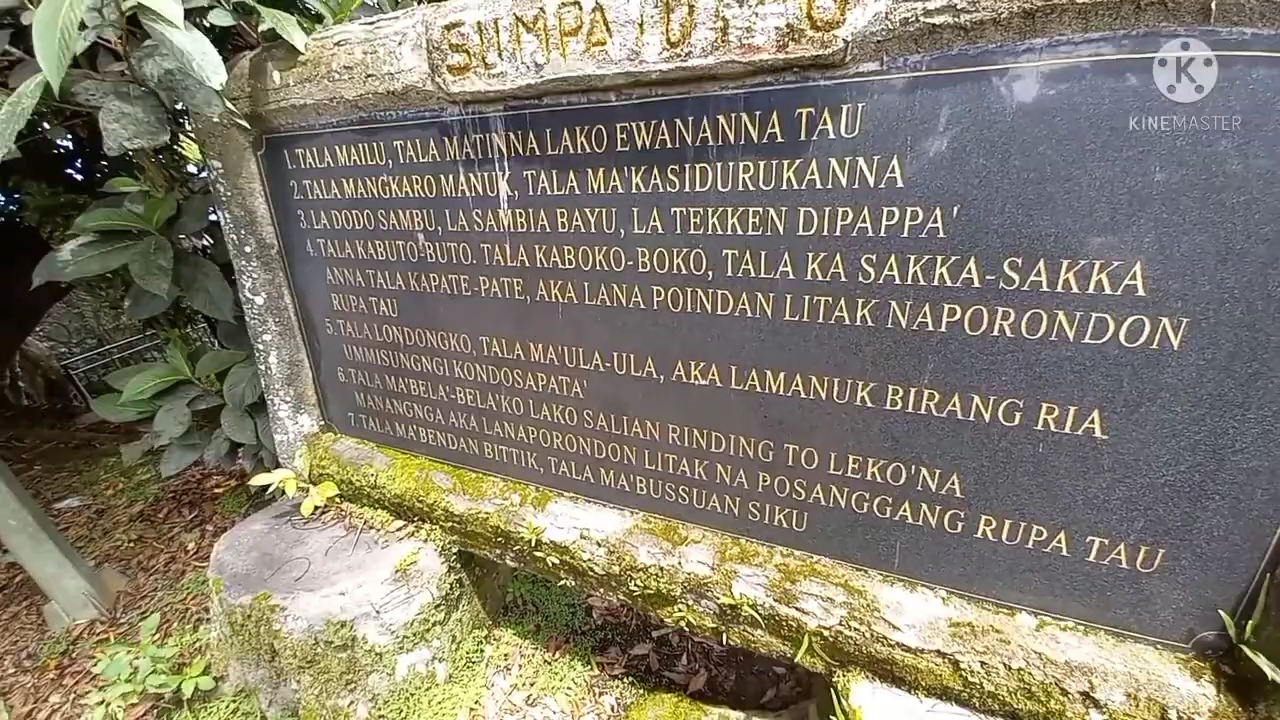 SUMPA
1. TALA MAILU, TALA MATINNA LAKO EWANANNA TAU
2. TALA MANGKARO MANUK, TALA MA'KASIDURUKANNA
3. LA DODO SAMBU, LA SAMBIA BAYU, LA TEKKEN DIPAPPA'
4. TALA KABUTO-BUTO. TALA KABOKO-BOKO, TALA KA SAKKA-SAKKA
ANNA TALA KAPATE-PATE, AKA LANA POINDAN LITAK NAPORONDON
RUPA TAU
5. TALA LONDONGKO, TALA MA'ULA-ULA, AKA LAMANUK BIRANG RIA
UMMISUNGNGI KONDOSAPATA'
6. TALA MA'BELA'-BELA'KO LAKO SALIAN RINDING TO LEKO'NA
MANANGNGA AKA LANAPORONDON LITAK NA POSANGGANG RUPA TAU
7. TALA MA'BENDAN BITTIK, TALA MA'BUSSUAN SIKU
K
KINEMASTER